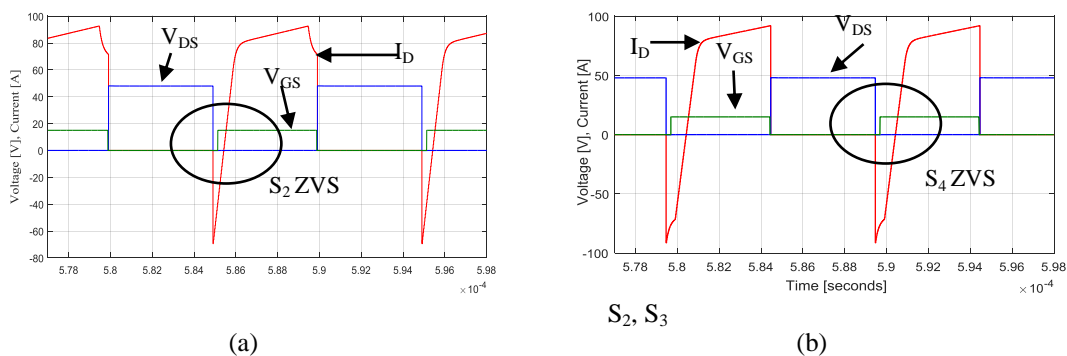 100
80
60
40
20
0
-20
-40
-60
-80
Voltage [V], Current [A]
V_DS
I_D
V_GS
S_2 ZVS
5.78 5.8 5.82 5.84 5.86 5.88 5.9 5.92 5.94 5.96 5.98
×10^-4
(a)
100
50
0
-50
-100
Voltage [V], Current [A]
I_D
V_GS
V_DS
S_4 ZVS
5.78 5.8 5.82 5.84 5.86 5.88 5.9 5.92 5.94 5.96 5.98
Time [seconds]
×10^-4
S_2, S_3
(b)